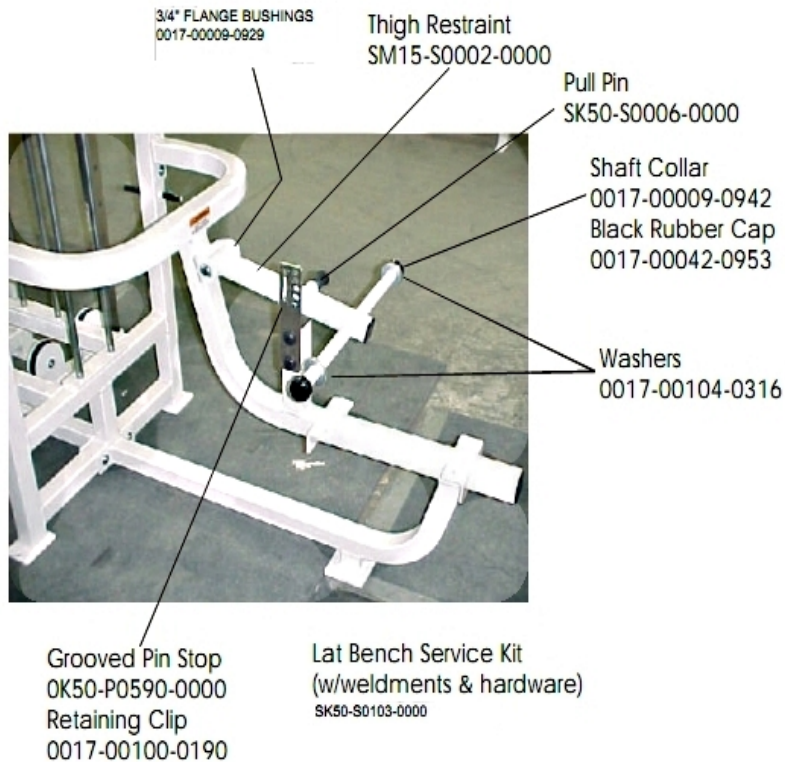 3/4" FLANGE BUSHINGS
0017-00009-0929
Thigh Restraint
SM15-S0002-0000
Pull Pin
SK50-S0006-0000
Shaft Collar
0017-00009-0942
Black Rubber Cap
0017-00042-0953
Washers
0017-00104-0316
Grooved Pin Stop
0K50-P0590-0000
Retaining Clip
0017-00100-0190
Lat Bench Service Kit
(w/weldments & hardware)
SK50-S0103-0000